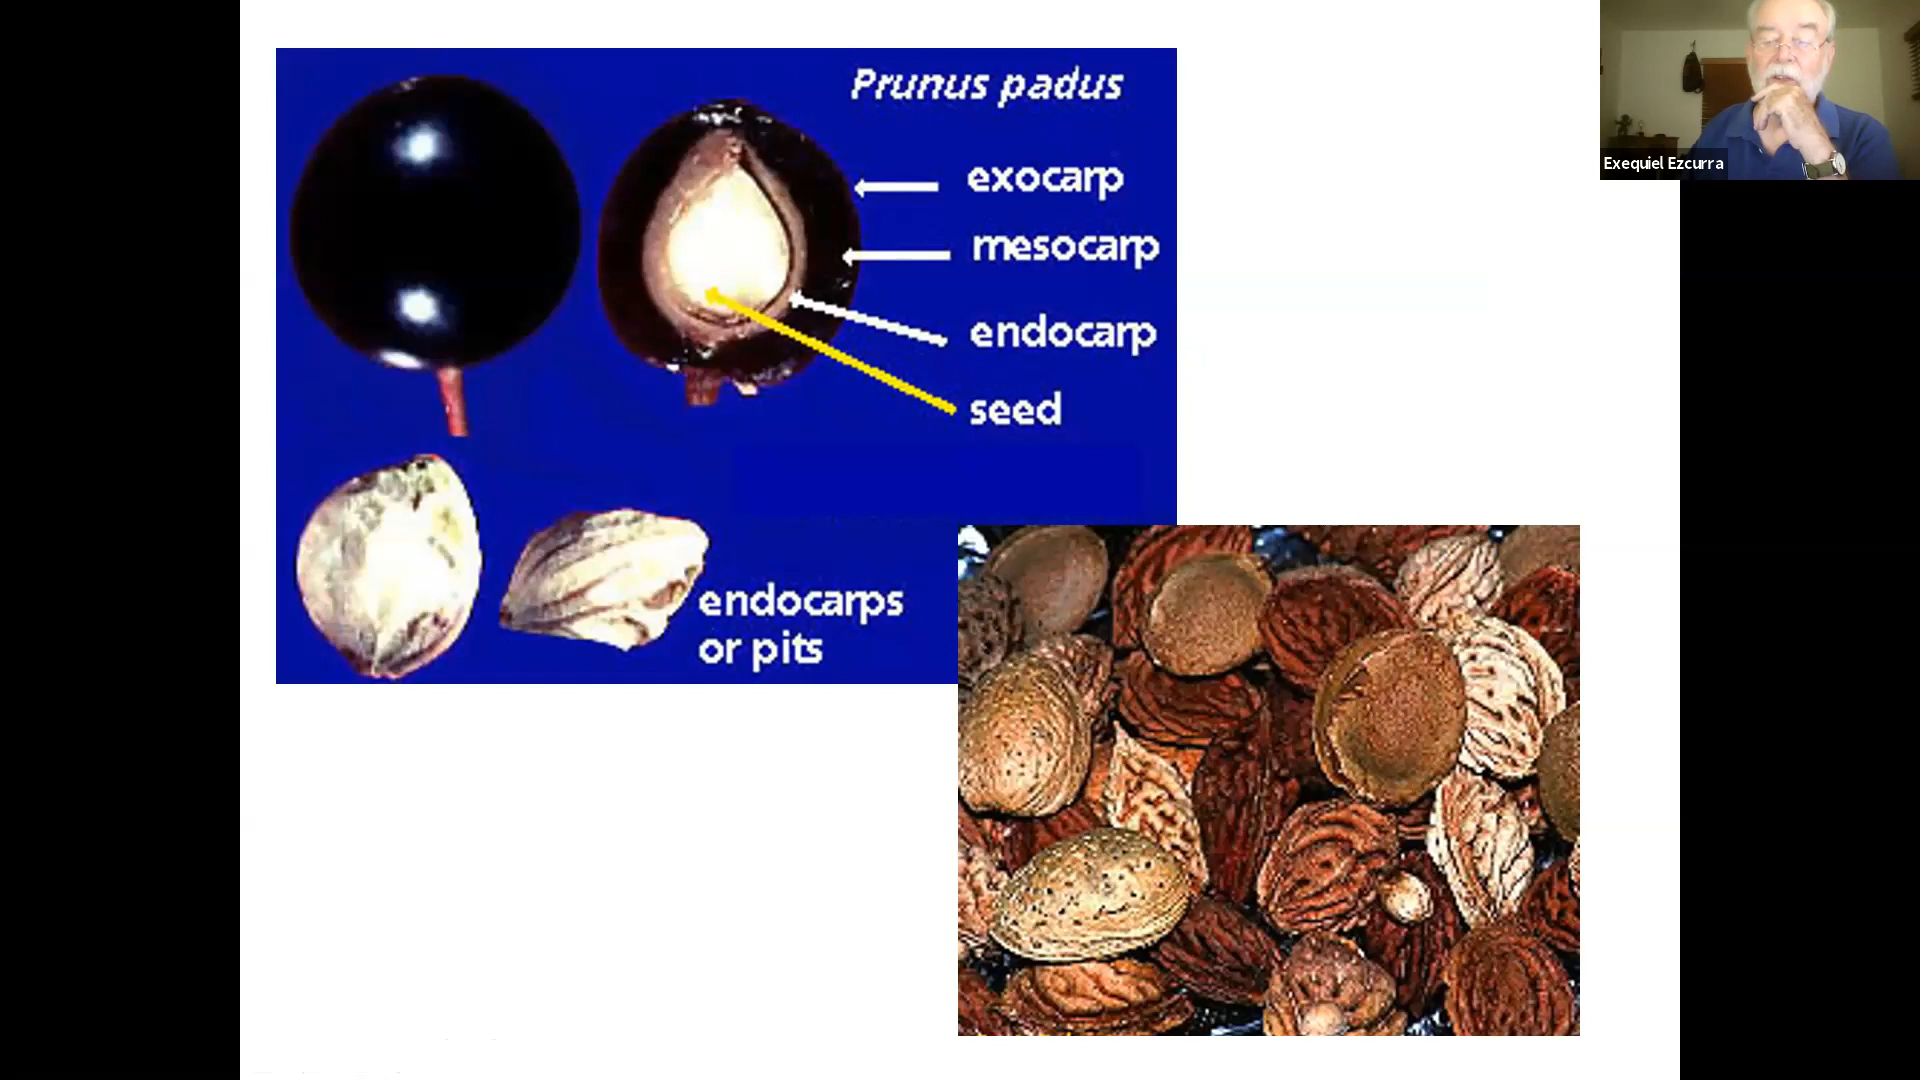 Prunus padus
exocarp
mesocarp
endocarp
seed
endocarps
or pits
Exequiel Ezcurra